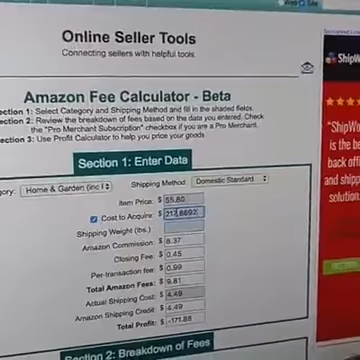 Web Site
Online Seller Tools
Connecting sellers with helpful tools.
Amazon Fee Calculator - Beta
ection 1: Select Category and Shipping Method and fill in the shaded fields.
ection 2: Review the breakdown of fees based on the data you entered. Check
the "Pro Merchant Subscription" checkbox if you are a Pro Merchant.
ection 3: Use Profit Calculator to help you price your goods.
Section 1: Enter Data
gory: Home & Garden (inc Shipping Method Domestic Standard
Item Price: $ 55.80
Cost to Acquire: $ 217.8692
Shipping Weight (lbs.)
Amazon Commission: $ 8.37
Closing Fee: $ 0.45
Per-transaction fee: $ 0.99
Total Amazon Fees: $ 9.81
Actual Shipping Cost: $ 4.49
Amazon Shipping Credit: $ 4.49
Total Profit: $ -171.88
Section 2: Breakdown of Fees
ShipWo
"ShipWo
is the be
back offi
and shipp
solution.